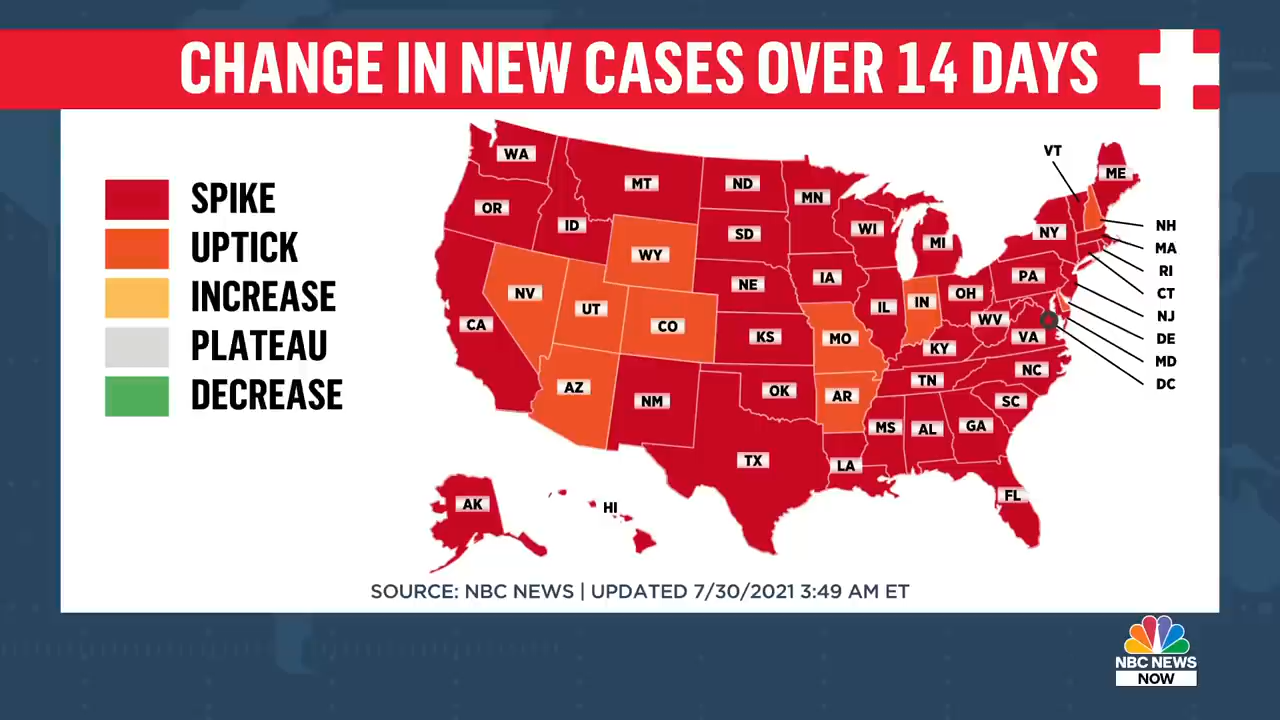 CHANGE IN NEW CASES OVER 14 DAYS
SPIKE
UPTICK
INCREASE
PLATEAU
DECREASE
WA
OR
ID
MT
ND
MN
WI
MI
NY
VT
ME
NH
MA
RI
CT
NJ
DE
MD
DC
WY
SD
NE
IA
IL
IN
OH
PA
NV
UT
CO
KS
MO
KY
WV
VA
CA
AZ
NM
OK
AR
TN
NC
SC
TX
LA
MS
AL
GA
FL
AK
HI
SOURCE: NBC NEWS | UPDATED 7/30/2021 3:49 AM ET
NBC NEWS
NOW